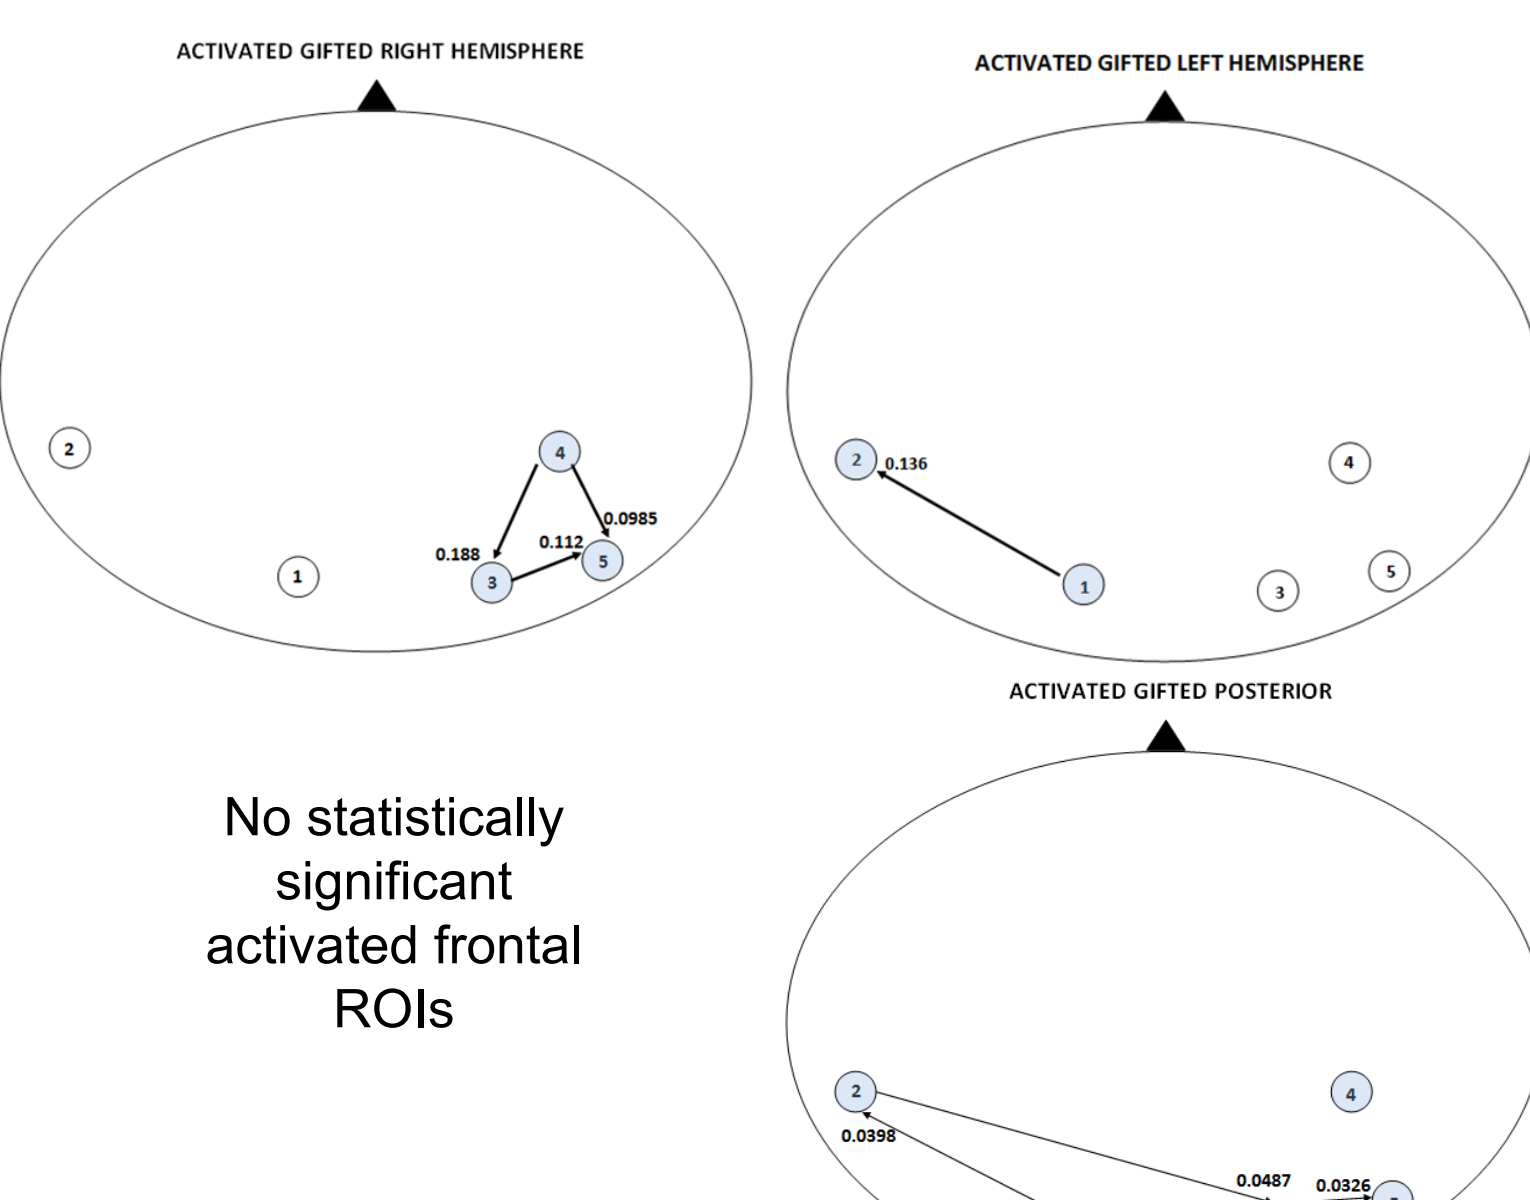 ACTIVATED GIFTED RIGHT HEMISPHERE
2
4
0.0985
0.188
0.112
5
3
1
ACTIVATED GIFTED LEFT HEMISPHERE
2
0.136
4
1
3
5
No statistically
significant
activated frontal
ROIs
ACTIVATED GIFTED POSTERIOR
2
4
0.0398
0.0487
0.0326